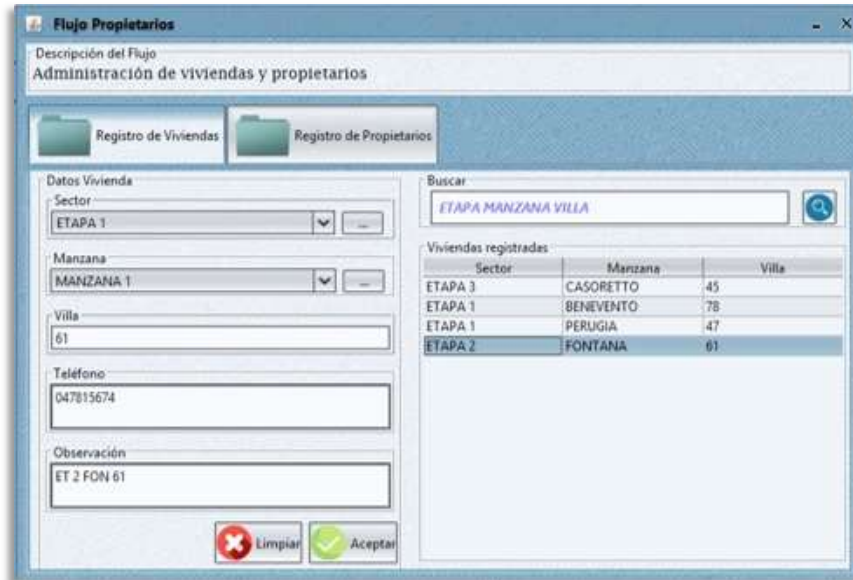 Flujo Propietarios
Descripción del Flujo
Administración de viviendas y propietarios
Registro de Viviendas
Registro de Propietarios
Datos Vivienda
Sector
ETAPA 1
...
Manzana
MANZANA 1
...
Villa
61
Teléfono
047815674
Observación
ET 2 FON 61
Limpiar
Aceptar
Buscar
ETAPA MANZANA VILLA
Viviendas registradas
Sector Manzana Villa
ETAPA 3 CASORETTO 45
ETAPA 1 BENEVENTO 78
ETAPA 1 PERUGIA 47
ETAPA 2 FONTANA 61